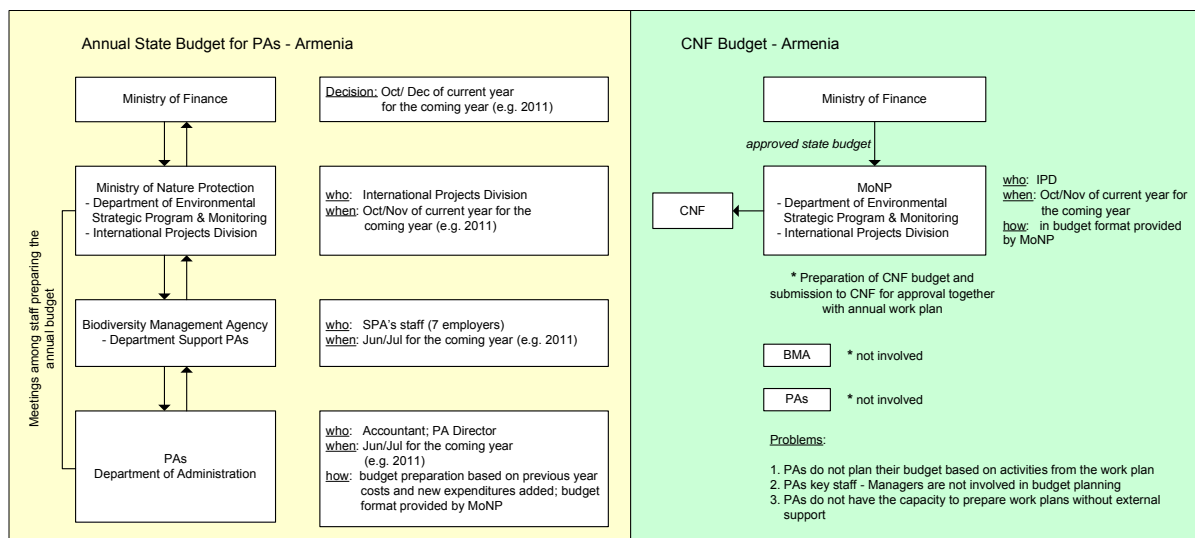 Annual State Budget for PAs - Armenia
Ministry of Finance
Decision: Oct/ Dec of current year
for the coming year (e.g. 2011)
Ministry of Nature Protection
- Department of Environmental
Strategic Program & Monitoring
- International Projects Division
who: International Projects Division
when: Oct/Nov of current year for the
coming year (e.g. 2011)
Meetings among staff preparing the
annual budget
Biodiversity Management Agency
- Department Support PAs
who: SPA's staff (7 employers)
when: Jun/Jul for the coming year (e.g. 2011)
PAs
Department of Administration
who: Accountant; PA Director
when: Jun/Jul for the coming year
(e.g. 2011)
how: budget preparation based on previous year
costs and new expenditures added; budget
format provided by MoNP
CNF Budget - Armenia
Ministry of Finance
approved state budget
CNF
MoNP
- Department of Environmental
Strategic Program & Monitoring
- International Projects Division
who: IPD
when: Oct/Nov of current year for
the coming year
how: in budget format provided
by MoNP
* Preparation of CNF budget and
submission to CNF for approval together
with annual work plan
BMA * not involved
PAs * not involved
Problems:
1. PAs do not plan their budget based on activities from the work plan
2. PAs key staff - Managers are not involved in budget planning
3. PAs do not have the capacity to prepare work plans without external
support